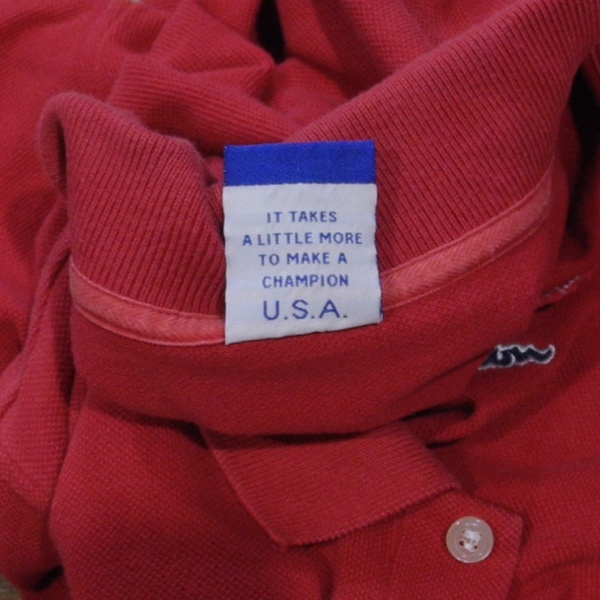 IT TAKES
A LITTLE MORE
TO MAKE A
CHAMPION
U.S.A.